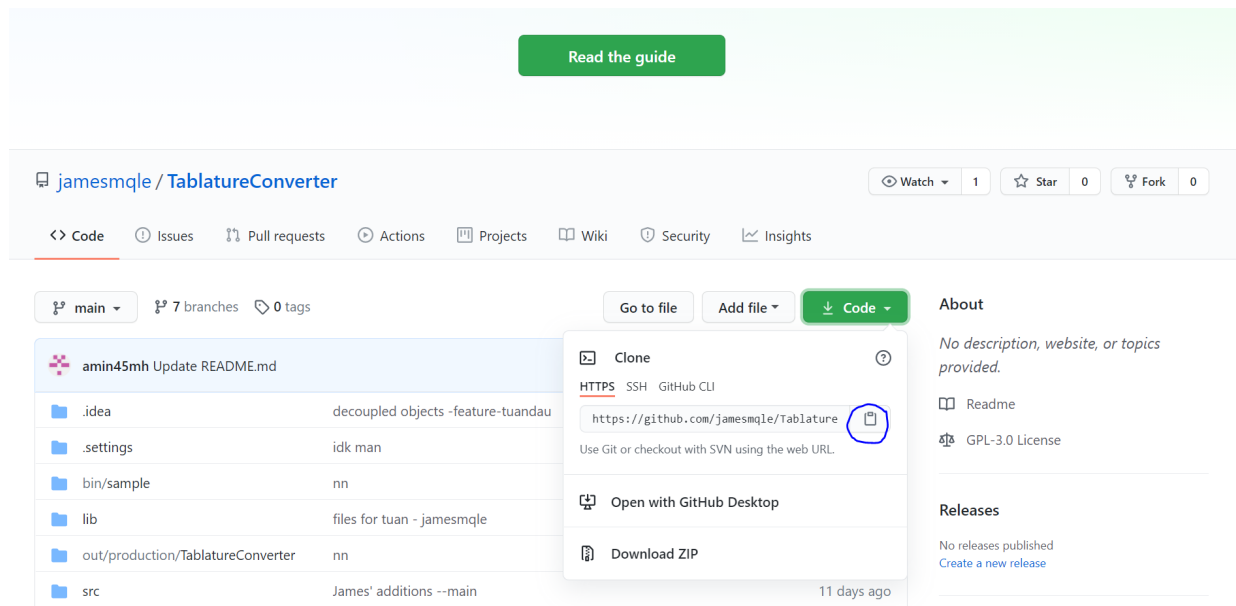 Read the guide
jamesmqle / TablatureConverter
Watch 1 Star 0 Fork 0
Code Issues Pull requests Actions Projects Wiki Security Insights
main 7 branches 0 tags Go to file Add file Code
About
No description, website, or topics
provided.
Readme
GPL-3.0 License
Releases
No releases published
Create a new release
amin45mh Update README.md
.idea decoupled objects -feature-tuandau
.settings idk man
bin/sample nn
lib files for tuan - jamesmqle
out/production/TablatureConverter nn
src James' additions --main 11 days ago
Clone
HTTPS SSH GitHub CLI
https://github.com/jamesmqle/Tablature
Use Git or checkout with SVN using the web URL.
Open with GitHub Desktop
Download ZIP